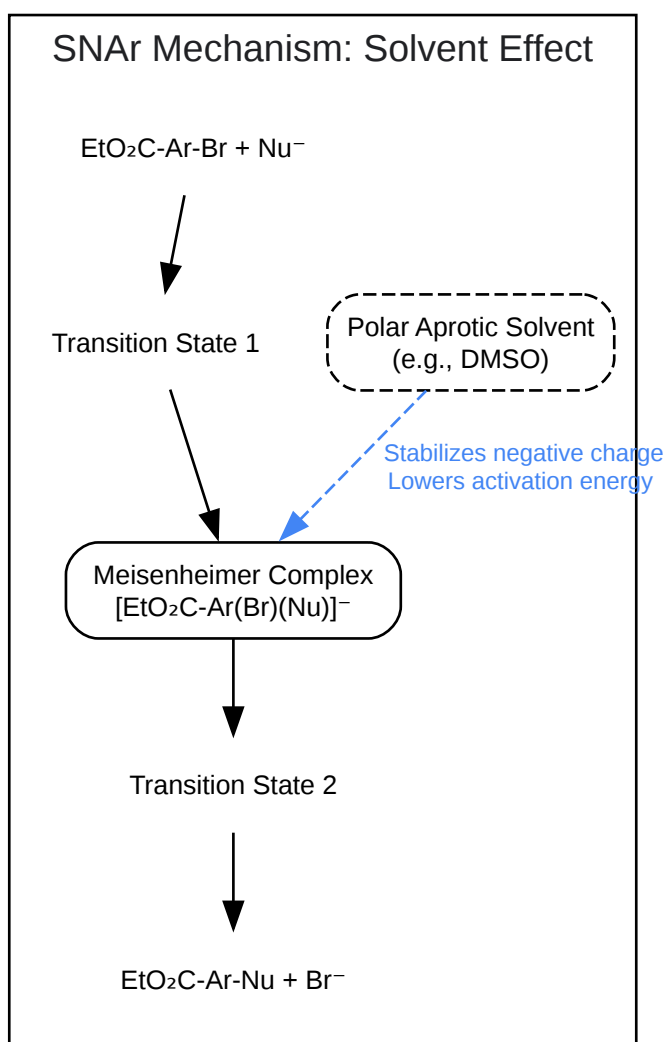 SNAr Mechanism: Solvent Effect
EtO₂C-Ar-Br + Nu⁻
Transition State 1
Polar Aprotic Solvent
(e.g., DMSO)
Stabilizes negative charge
Lowers activation energy
Meisenheimer Complex
[EtO₂C-Ar(Br)(Nu)]⁻
Transition State 2
EtO₂C-Ar-Nu + Br⁻